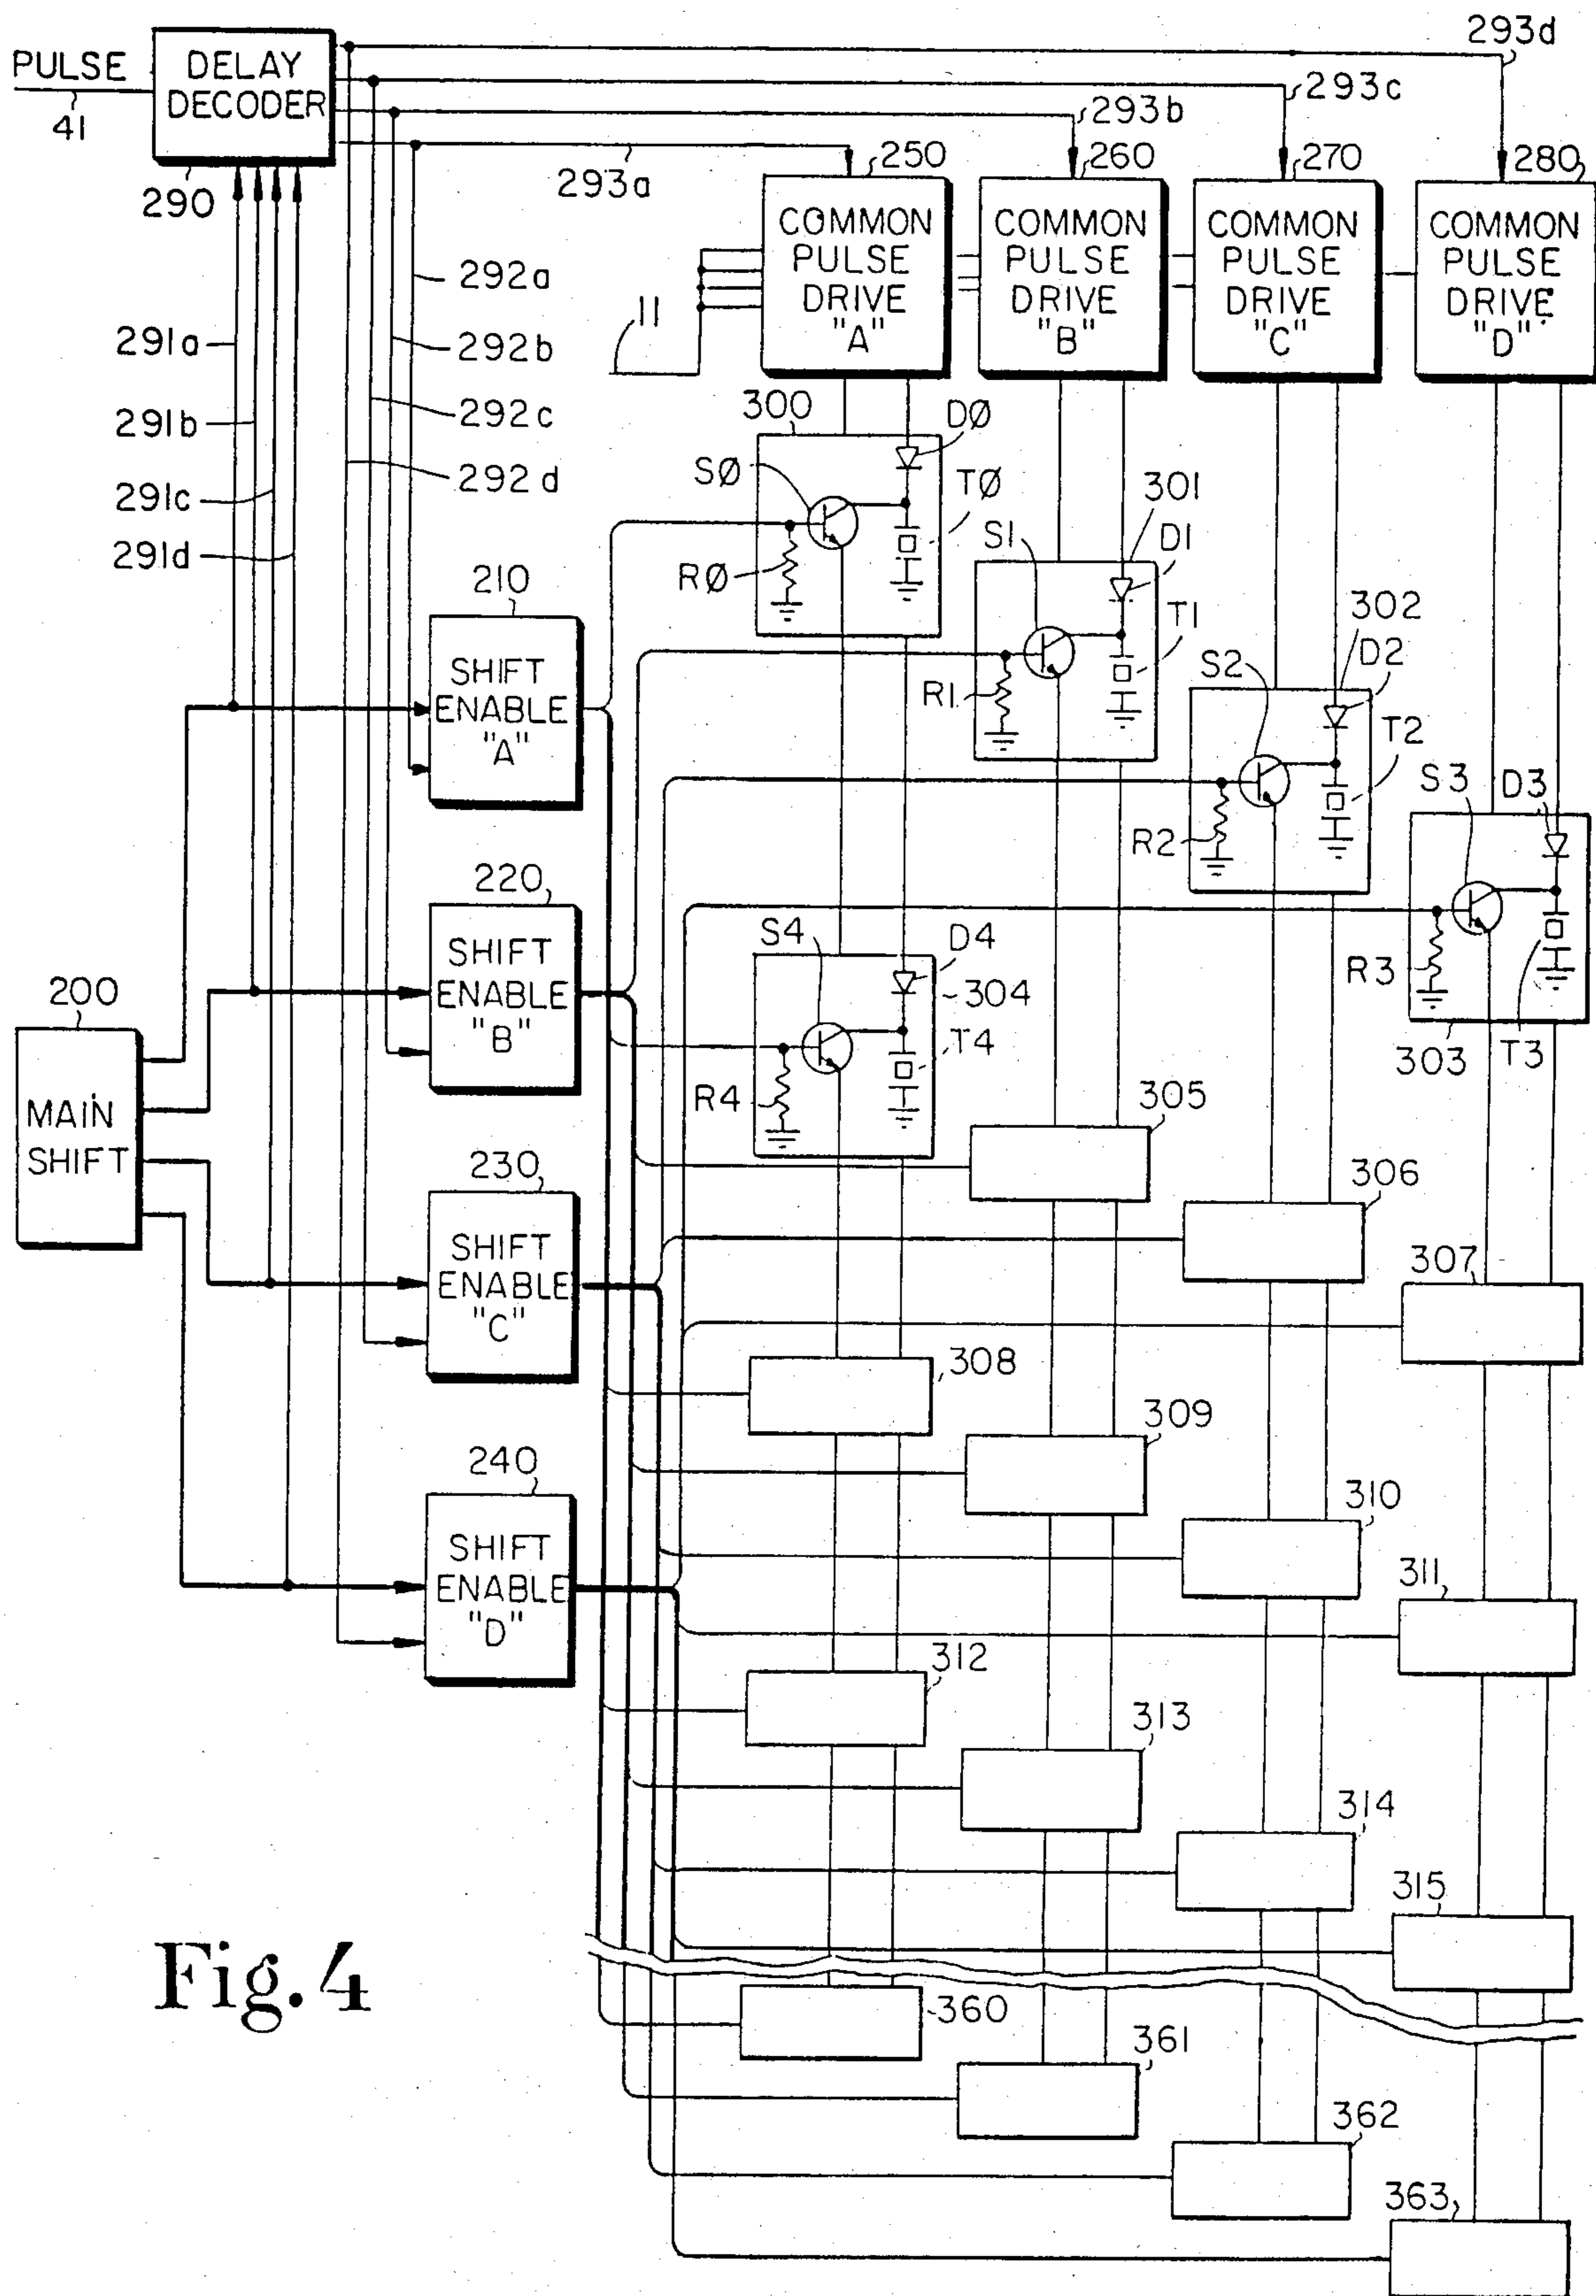 293d
PULSE
41
DELAY
DECODER
290
293c
293b
293a
250
260
270
280
COMMON
PULSE
DRIVE
"A"
COMMON
PULSE
DRIVE
"B"
COMMON
PULSE
DRIVE
"C"
COMMON
PULSE
DRIVE
"D"
11
292a
291a
292b
291b
292c
292d
291c
291d
300
DØ
SØ
TØ
RØ
301
S1
D1
T1
R1
302
S2
D2
T2
R2
S3
D3
R3
303
T3
210
SHIFT
ENABLE
"A"
220
SHIFT
ENABLE
"B"
S4
D4
304
T4
R4
200
MAIN
SHIFT
305
230
SHIFT
ENABLE
"C"
306
307
308
309
240
SHIFT
ENABLE
"D"
310
311
312
313
314
315
360
361
362
363
Fig. 4